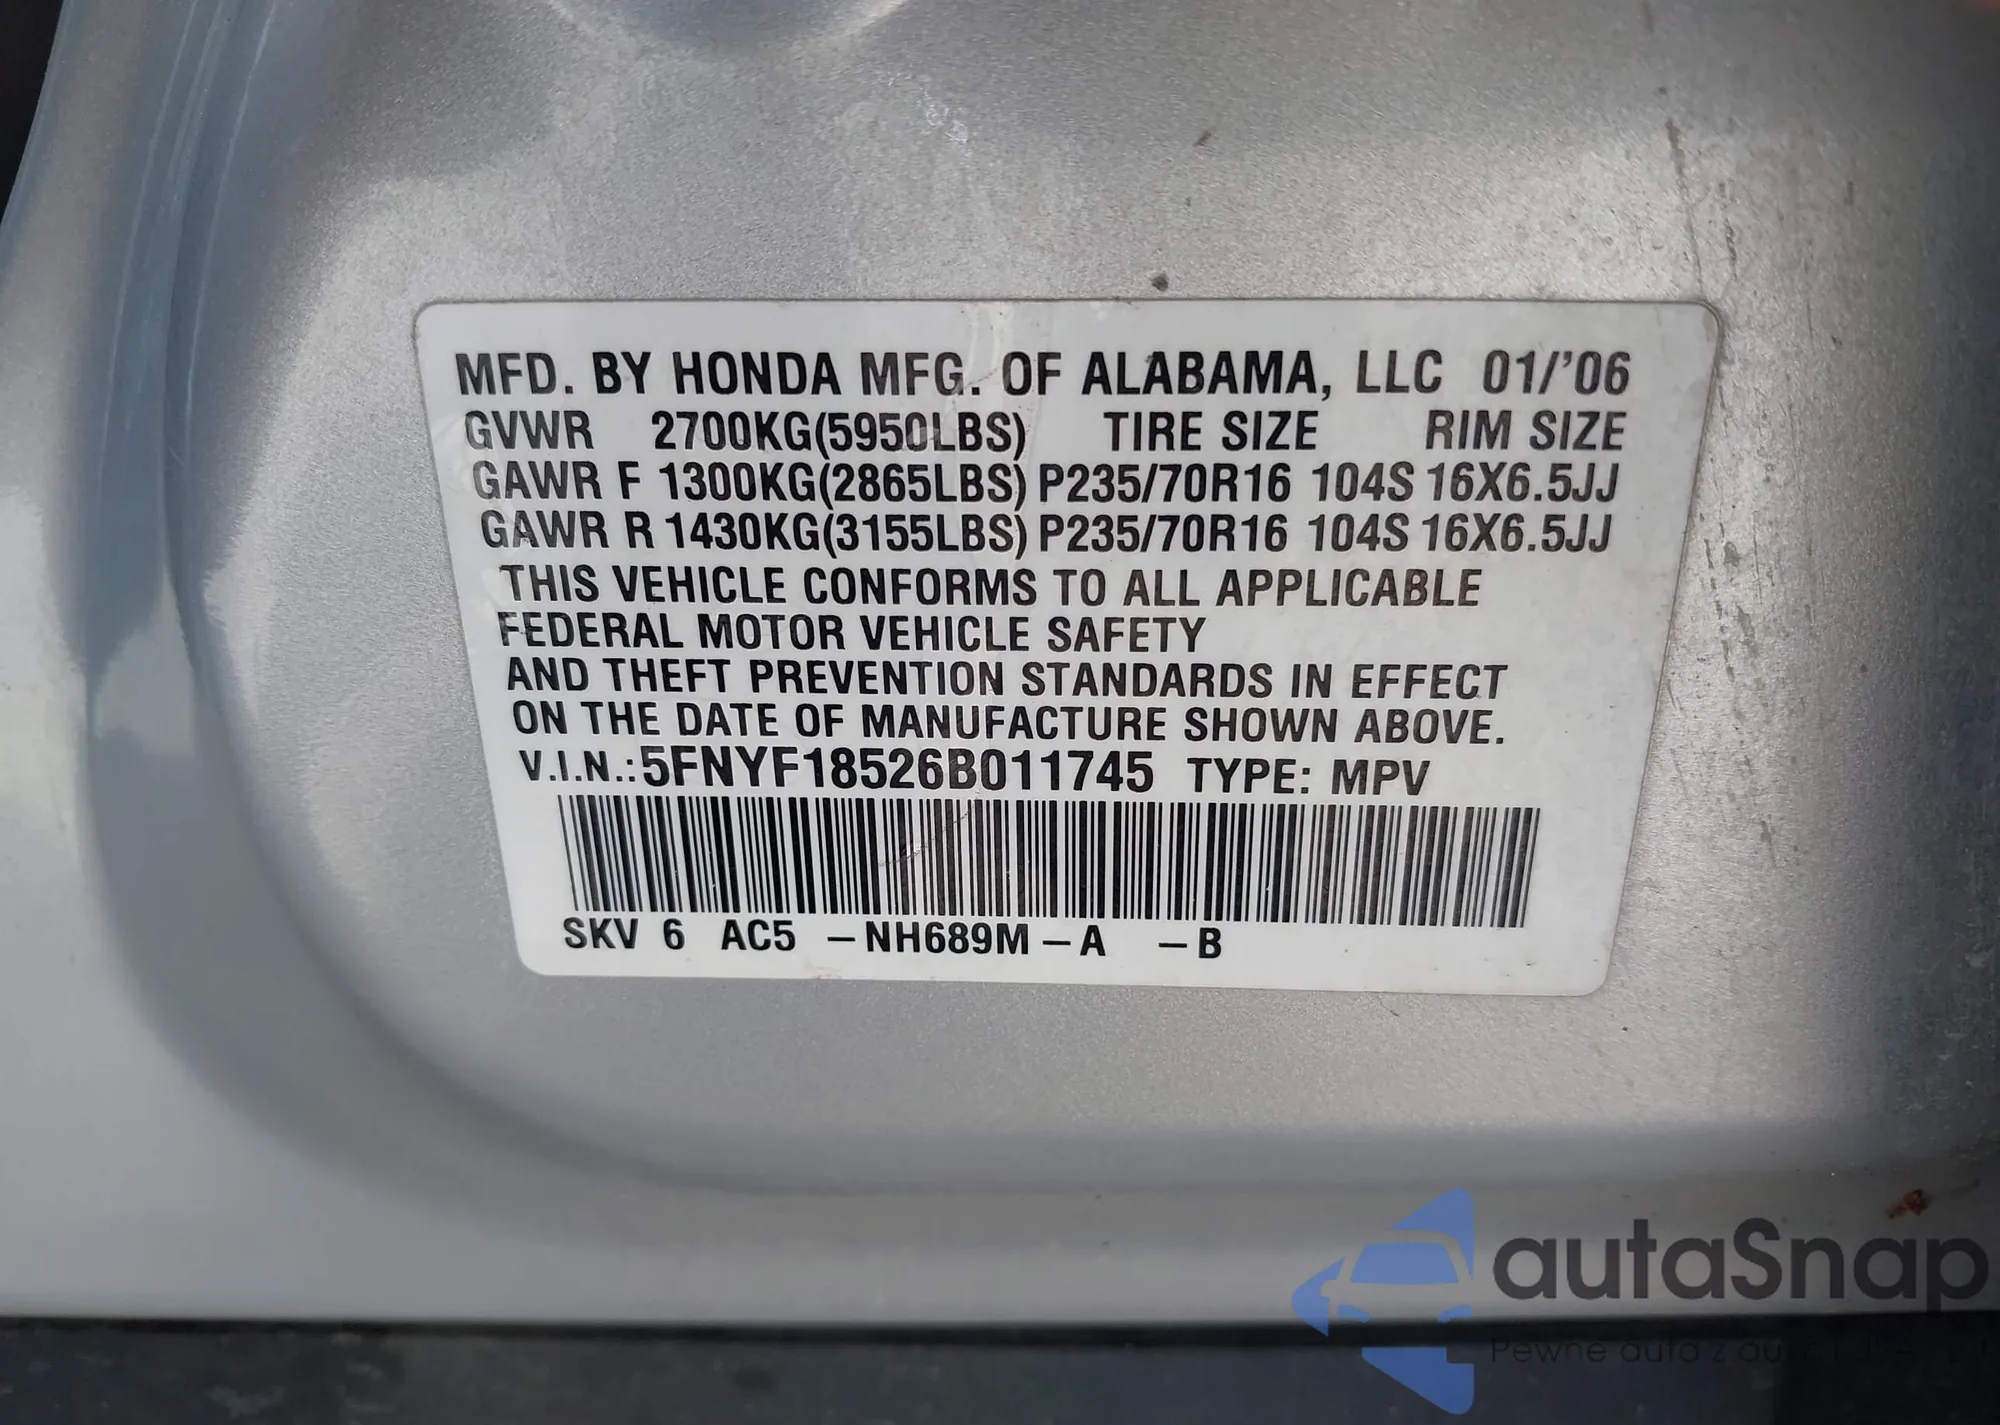 MFD. BY HONDA MFG. OF ALABAMA, LLC 01/'06
GVWR 2700KG(5950LBS) TIRE SIZE RIM SIZE
GAWR F 1300KG(2865LBS) P235/70R16 104S 16X6.5JJ
GAWR R 1430KG(3155LBS) P235/70R16 104S 16X6.5JJ
THIS VEHICLE CONFORMS TO ALL APPLICABLE
FEDERAL MOTOR VEHICLE SAFETY
AND THEFT PREVENTION STANDARDS IN EFFECT
ON THE DATE OF MANUFACTURE SHOWN ABOVE.
V.I.N.: 5FNYF18526B011745 TYPE: MPV
SKV 6 AC5 –NH689M–A –B
autaSnap
Pewne auta z